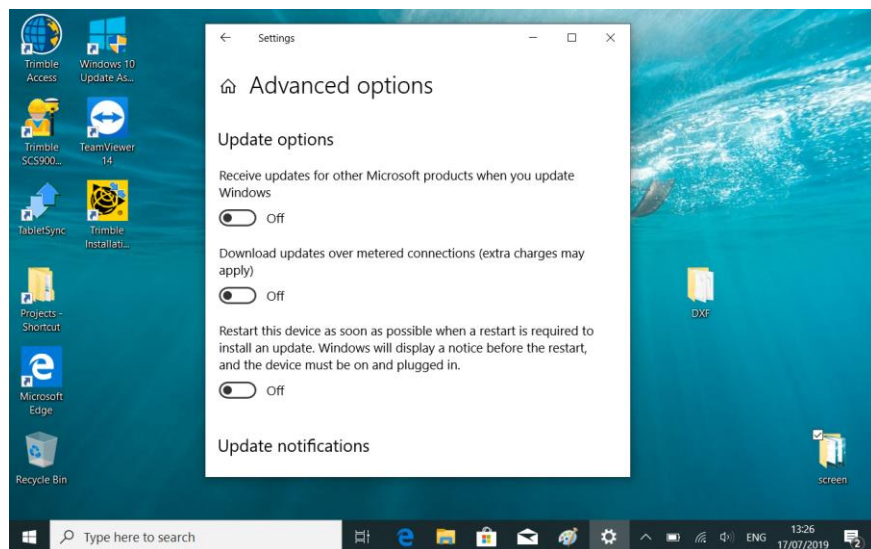 Trimble
Access
Windows 10
Update As...
Trimble
SCS900...
TeamViewer
14
TabletSync
Trimble
Installati...
Projects -
Shortcut
Microsoft
Edge
Recycle Bin
Settings
Advanced options
Update options
Receive updates for other Microsoft products when you update
Windows
Off
Download updates over metered connections (extra charges may
apply)
Off
Restart this device as soon as possible when a restart is required to
install an update. Windows will display a notice before the restart,
and the device must be on and plugged in.
Off
Update notifications
DXF
screen
Type here to search
ENG
13:26
17/07/2019
2